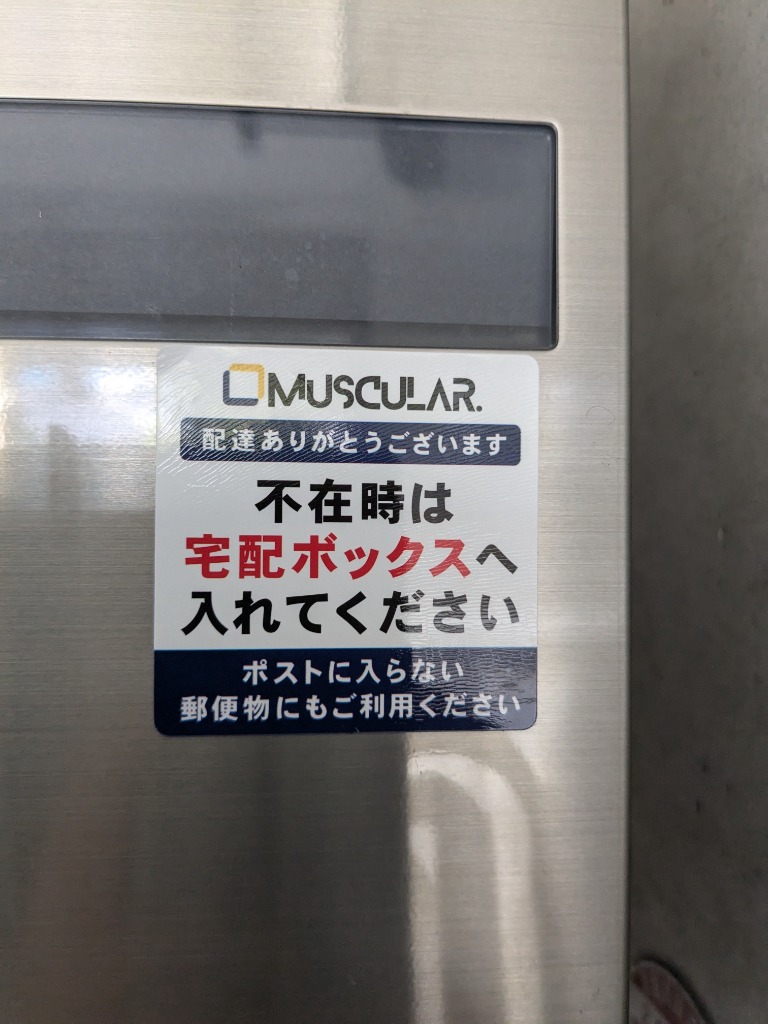 MUSCULAR.
配達ありがとうございます
不在時は
宅配ボックスへ
入れてください
ポストに入らない
郵便物にもご利用ください